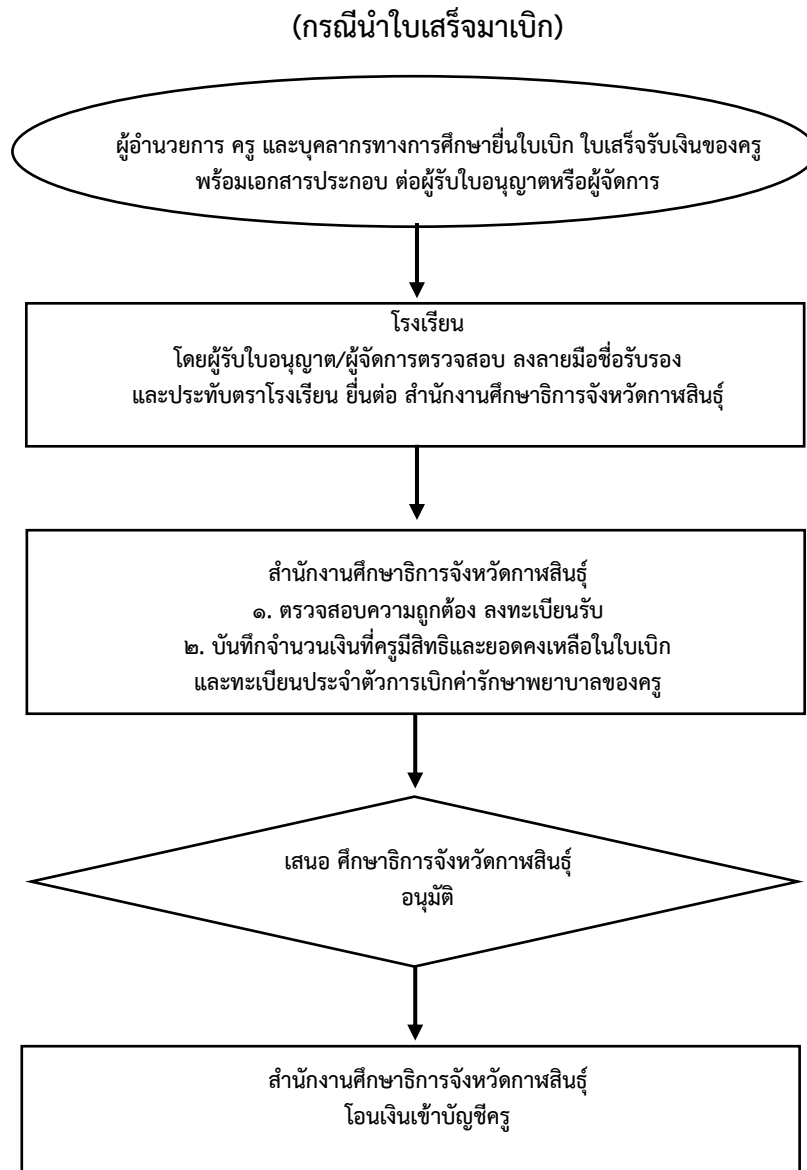 (กรณีนำใบเสร็จมาเบิก)
ผู้อำนวยการ ครู และบุคลากรทางการศึกษายื่นใบเบิก ใบเสร็จรับเงินของครู
พร้อมเอกสารประกอบ ต่อผู้รับใบอนุญาตหรือผู้จัดการ
โรงเรียน
โดยผู้รับใบอนุญาต/ผู้จัดการตรวจสอบ ลงลายมือชื่อรับรอง
และประทับตราโรงเรียน ยื่นต่อ สำนักงานศึกษาธิการจังหวัดกาฬสินธุ์
สำนักงานศึกษาธิการจังหวัดกาฬสินธุ์
๑. ตรวจสอบความถูกต้อง ลงทะเบียนรับ
๒. บันทึกจำนวนเงินที่ครูมีสิทธิและยอดคงเหลือในใบเบิก
และทะเบียนประจำตัวการเบิกค่ารักษาพยาบาลของครู
เสนอ ศึกษาธิการจังหวัดกาฬสินธุ์
อนุมัติ
สำนักงานศึกษาธิการจังหวัดกาฬสินธุ์
โอนเงินเข้าบัญชีครู